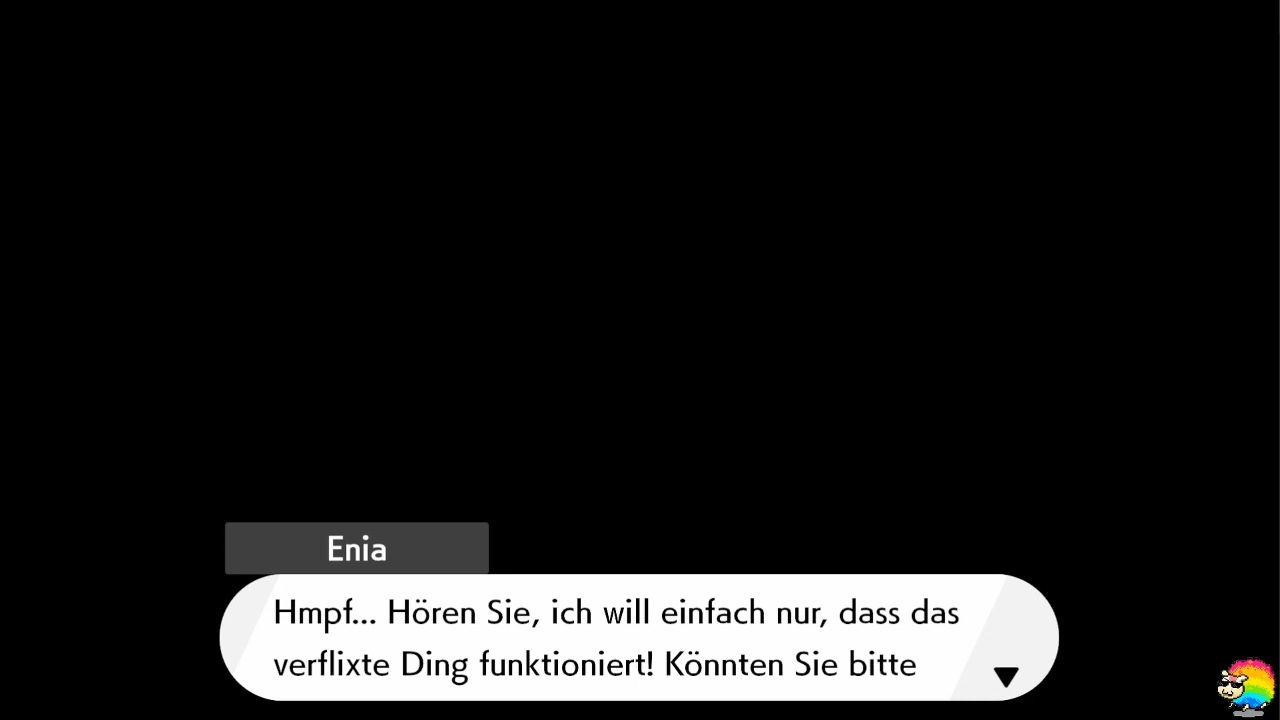 Enia
Hmpf... Hören Sie, ich will einfach nur, dass das
verflixte Ding funktioniert! Könnten Sie bitte